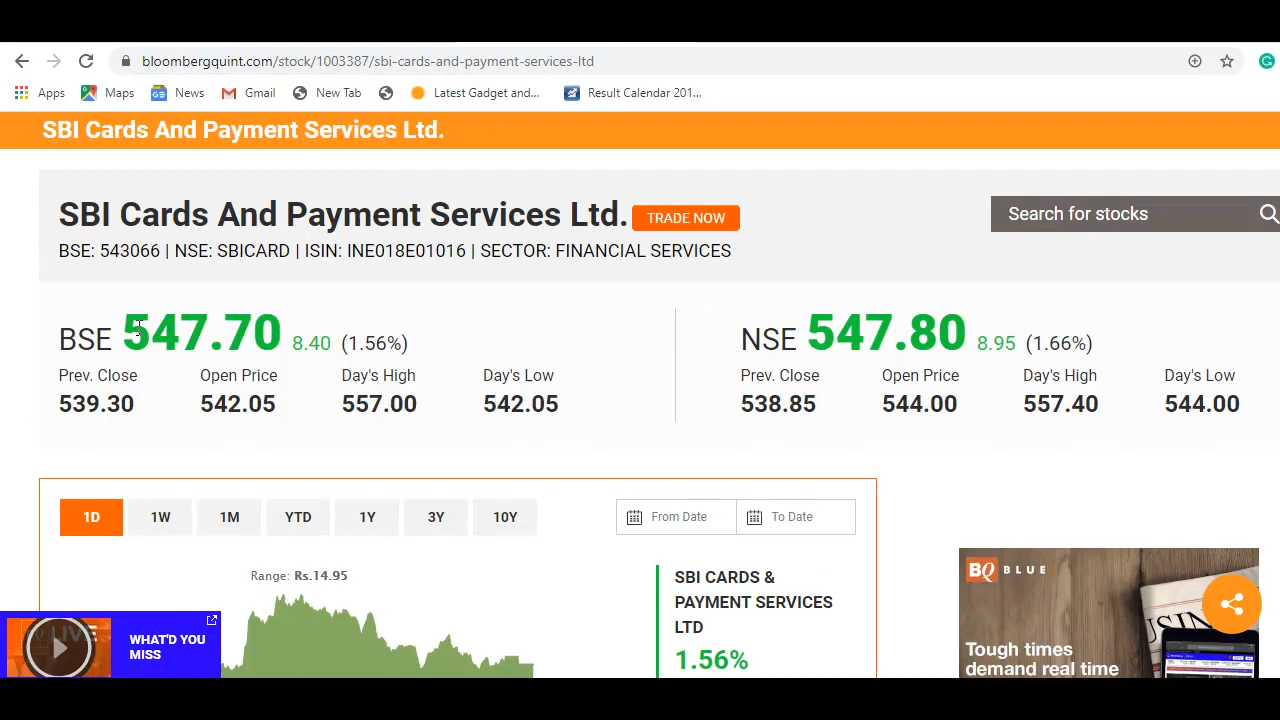 bloombergquint.com/stock/1003387/sbi-cards-and-payment-services-ltd
Apps Maps News Gmail New Tab Latest Gadget and... Result Calendar 201...
SBI Cards And Payment Services Ltd.
SBI Cards And Payment Services Ltd. TRADE NOW
Search for stocks
BSE: 543066 | NSE: SBICARD | ISIN: INE018E01016 | SECTOR: FINANCIAL SERVICES
BSE 547.70 8.40 (1.56%)
Prev. Close Open Price Day's High Day's Low
539.30 542.05 557.00 542.05
NSE 547.80 8.95 (1.66%)
Prev. Close Open Price Day's High Day's Low
538.85 544.00 557.40 544.00
1D 1W 1M YTD 1Y 3Y 10Y
From Date To Date
Range: Rs.14.95
SBI CARDS &
PAYMENT SERVICES
LTD
1.56%
LIVE
WHAT'D YOU
MISS
BQ BLUE
Tough times
demand real time